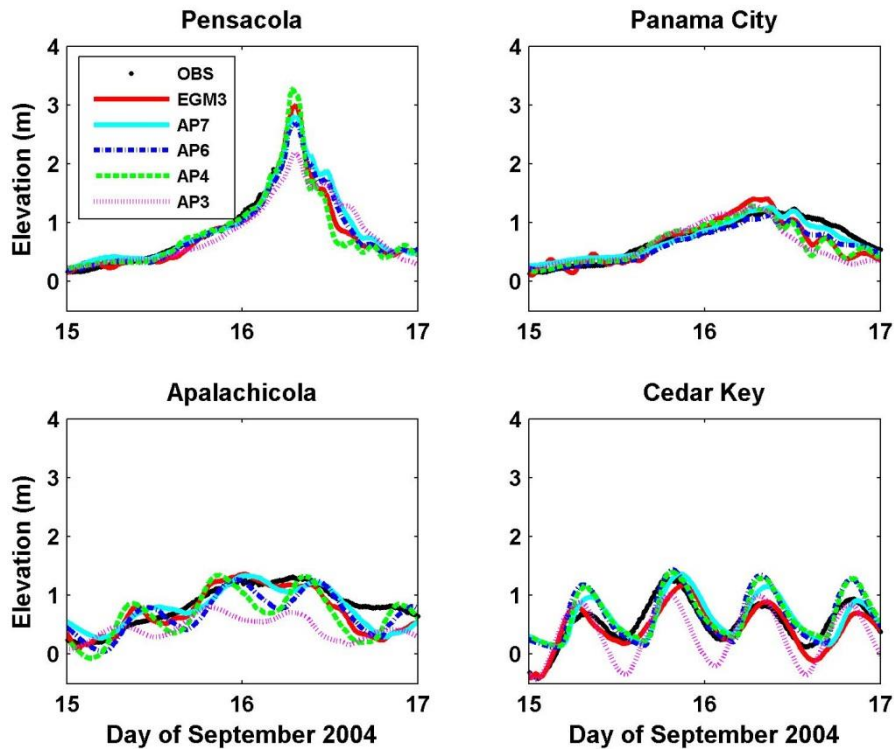 Pensacola
Panama City
4
3
2
1
0
Elevation (m)
OBS
EGM3
AP7
AP6
AP4
AP3
15
16
17
4
3
2
1
0
15
16
17
Apalachicola
Cedar Key
4
3
2
1
0
Elevation (m)
15
16
17
Day of September 2004
4
3
2
1
0
15
16
17
Day of September 2004